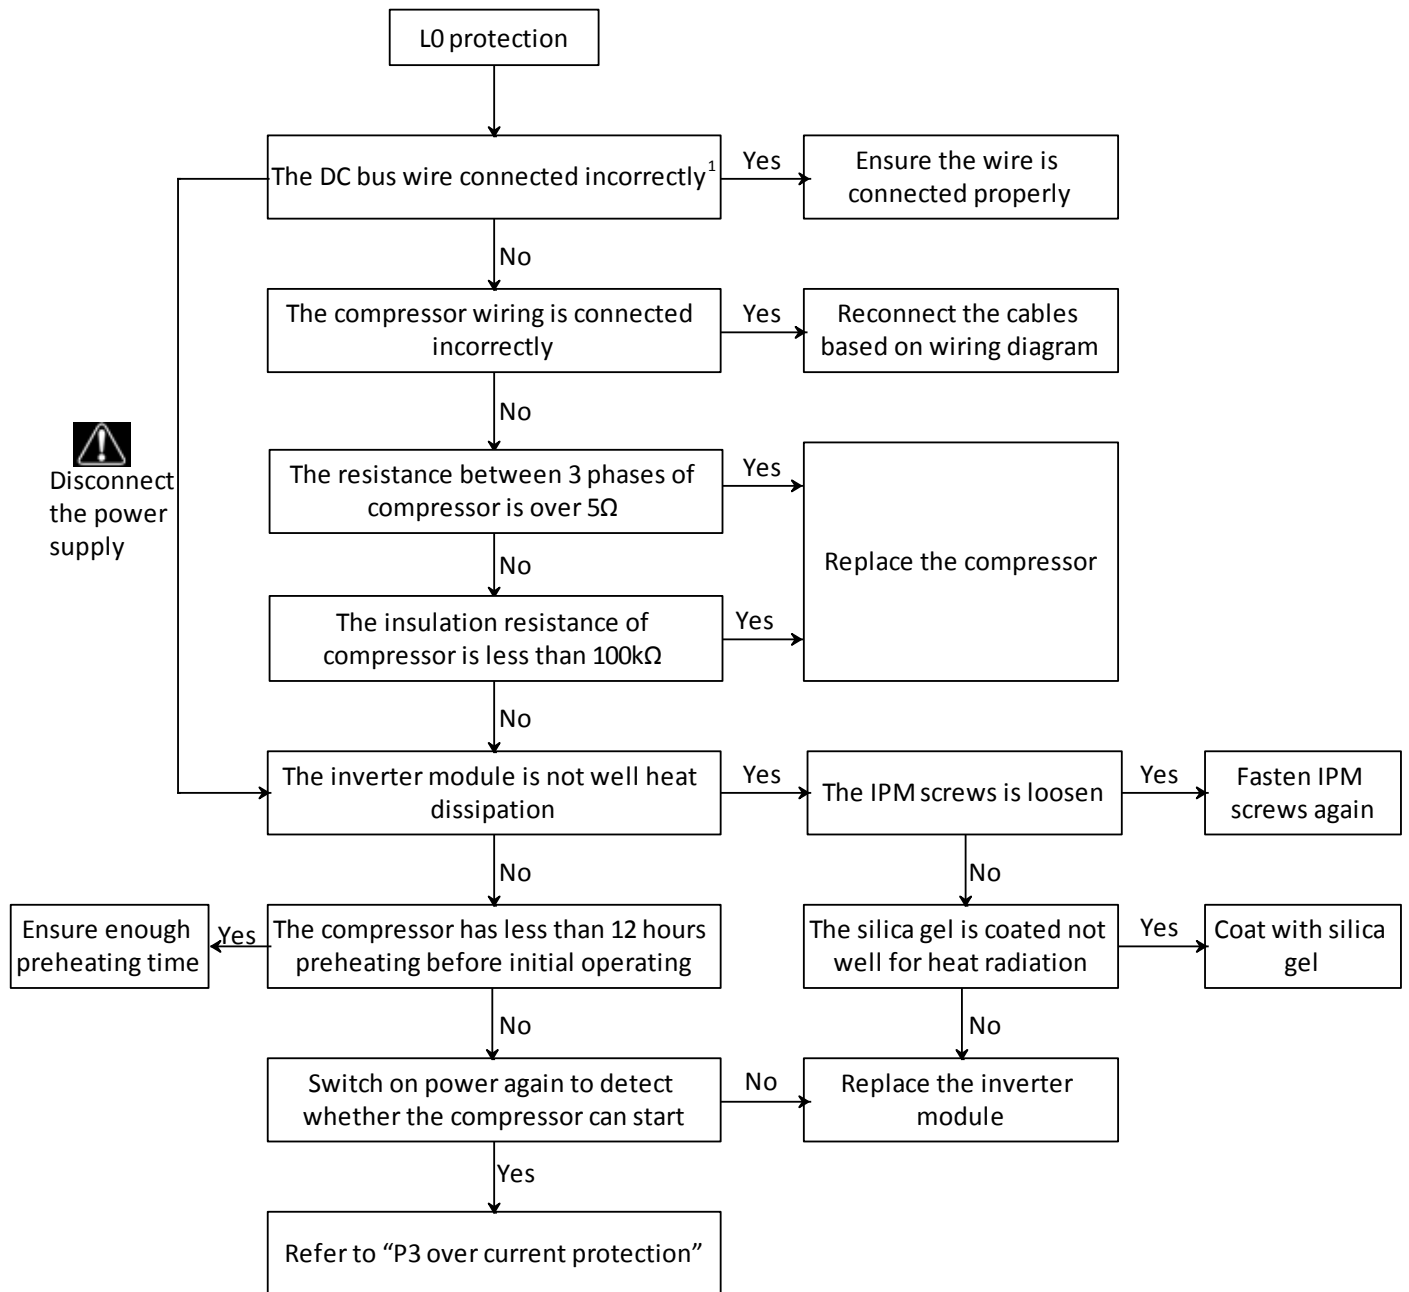 L0 protection
The DC bus wire connected incorrectly¹
Yes
Ensure the wire is
connected properly
No
The compressor wiring is connected
incorrectly
Yes
Reconnect the cables
based on wiring diagram
No
Disconnect
the power
supply
The resistance between 3 phases of
compressor is over 5Ω
Yes
Replace the compressor
No
The insulation resistance of
compressor is less than 100kΩ
Yes
No
The inverter module is not well heat
dissipation
Yes
The IPM screws is loosen
Yes
Fasten IPM
screws again
No
No
Ensure enough
preheating time
Yes
The compressor has less than 12 hours
preheating before initial operating
The silica gel is coated not
well for heat radiation
Yes
Coat with silica
gel
No
No
Switch on power again to detect
whether the compressor can start
No
Replace the inverter
module
Yes
Refer to “P3 over current protection”